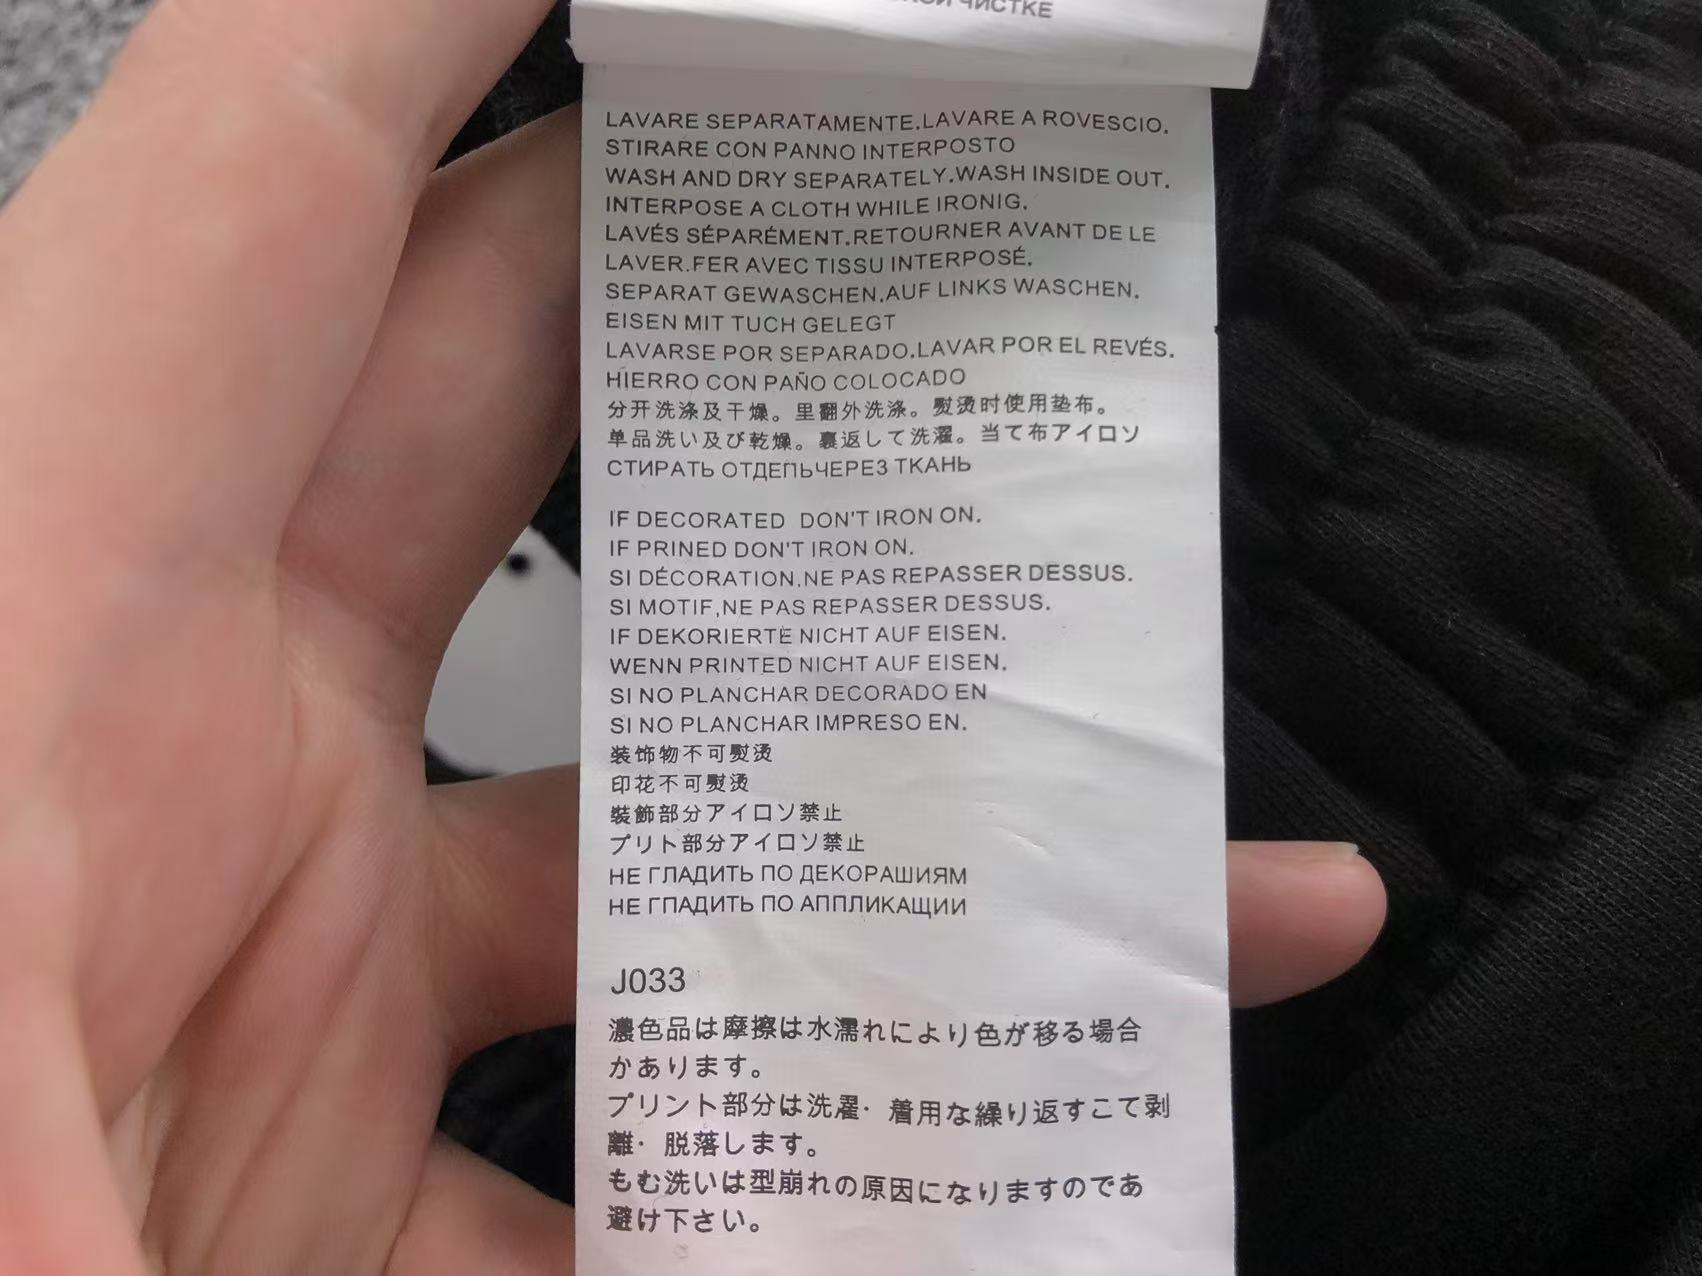 ЧИСТКЕ
LAVARE SEPARATAMENTE.LAVARE A ROVESCIO.
STIRARE CON PANNO INTERPOSTO
WASH AND DRY SEPARATELY.WASH INSIDE OUT.
INTERPOSE A CLOTH WHILE IRONIG.
LAVÉS SÉPARÉMENT.RETOURNER AVANT DE LE
LAVER.FER AVEC TISSU INTERPOSÉ.
SEPARAT GEWASCHEN.AUF LINKS WASCHEN.
EISEN MIT TUCH GELEGT
LAVARSE POR SEPARADO.LAVAR POR EL REVÉS.
HIERRO CON PAÑO COLOCADO
分开洗涤及干燥。里翻外洗涤。熨烫时使用垫布。
单品洗い及び乾燥。裏返して洗濯。当て布アイロソ
СТИРАТЬ ОТДЕПЬЧЕРЕЗ ТКАНЬ
IF DECORATED DON'T IRON ON.
IF PRINED DON'T IRON ON.
SI DÉCORATION,NE PAS REPASSER DESSUS.
SI MOTIF,NE PAS REPASSER DESSUS.
IF DEKORIERTE NICHT AUF EISEN.
WENN PRINTED NICHT AUF EISEN.
SI NO PLANCHAR DECORADO EN
SI NO PLANCHAR IMPRESO EN.
装饰物不可熨烫
印花不可熨烫
裝飾部分アイロソ禁止
プリト部分アイロソ禁止
НЕ ГЛАДИТЬ ПО ДЕКОРАШИЯМ
НЕ ГПАДИТЬ ПО АППЛИКАЩИИ
J033
濃色品は摩擦は水濡れにより色が移る場合
かあります。
プリント部分は洗濯·着用な繰り返すこて剥
離·脱落します。
もむ洗いは型崩れの原因になりますのであ
避け下さい。